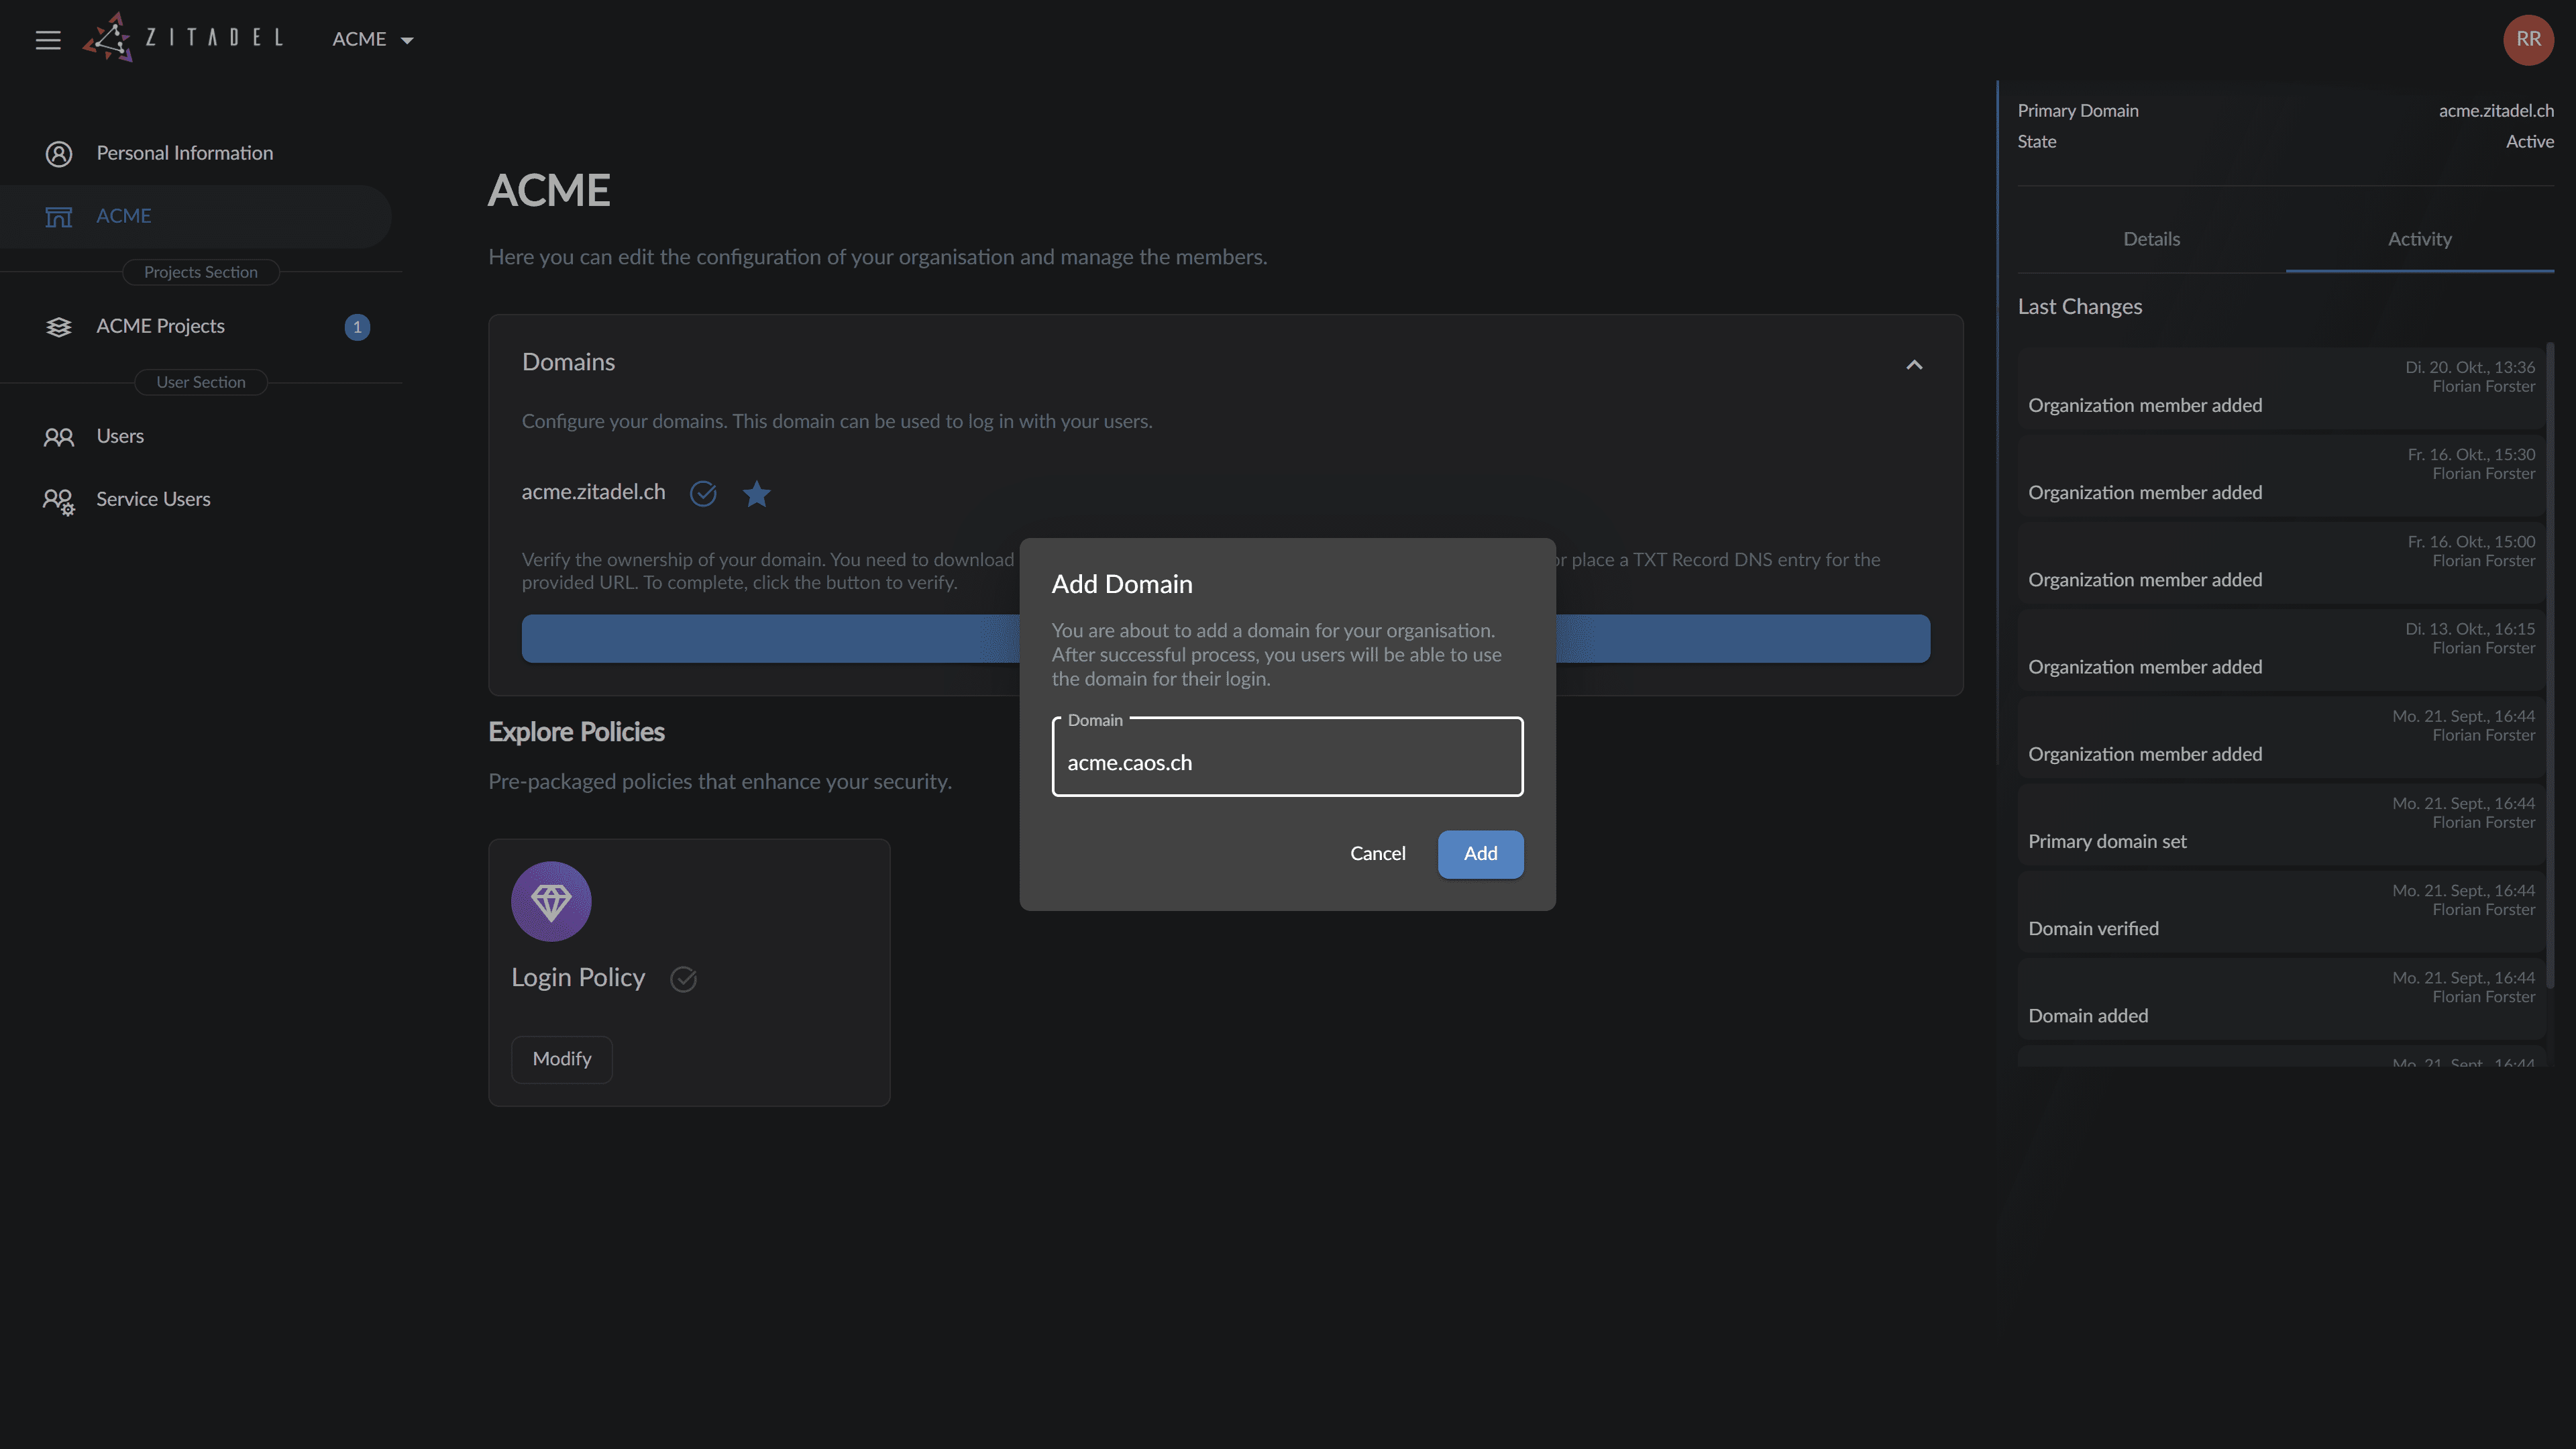 ZITADEL
ACME
RR
Personal Information
ACME
Projects Section
ACME Projects
1
User Section
Users
Service Users
ACME
Here you can edit the configuration of your organisation and manage the members.
Domains
Configure your domains. This domain can be used to log in with your users.
acme.zitadel.ch
Verify the ownership of your domain. You need to download
or place a TXT Record DNS entry for the
provided URL. To complete, click the button to verify.
Explore Policies
Pre-packaged policies that enhance your security.
Login Policy
Modify
Add Domain
You are about to add a domain for your organisation.
After successful process, you users will be able to use
the domain for their login.
Domain
acme.caos.ch
Cancel
Add
Primary Domain
acme.zitadel.ch
State
Active
Details
Activity
Last Changes
Di. 20. Okt., 13:36
Florian Forster
Organization member added
Fr. 16. Okt., 15:30
Florian Forster
Organization member added
Fr. 16. Okt., 15:00
Florian Forster
Organization member added
Di. 13. Okt., 16:15
Florian Forster
Organization member added
Mo. 21. Sept., 16:44
Florian Forster
Organization member added
Mo. 21. Sept., 16:44
Florian Forster
Primary domain set
Mo. 21. Sept., 16:44
Florian Forster
Domain verified
Mo. 21. Sept., 16:44
Florian Forster
Domain added
Mo. 21. Sept., 16:44